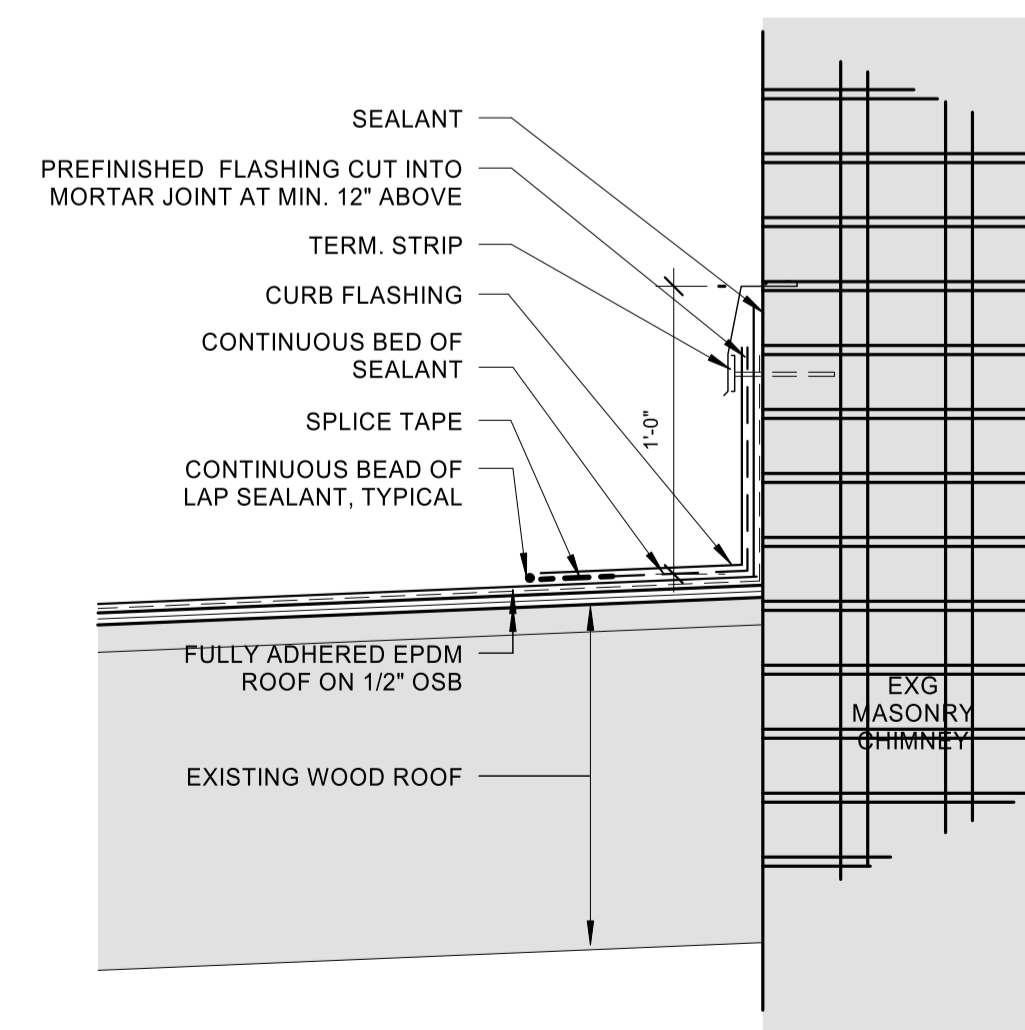 SEALANT
PREFINISHED FLASHING CUT INTO
MORTAR JOINT AT MIN. 12" ABOVE
TERM. STRIP
CURB FLASHING
CONTINUOUS BED OF
SEALANT
SPLICE TAPE
CONTINUOUS BEAD OF
LAP SEALANT, TYPICAL
1'-0"
FULLY ADHERED EPDM
ROOF ON 1/2" OSB
EXG
MASONRY
CHIMNEY
EXISTING WOOD ROOF